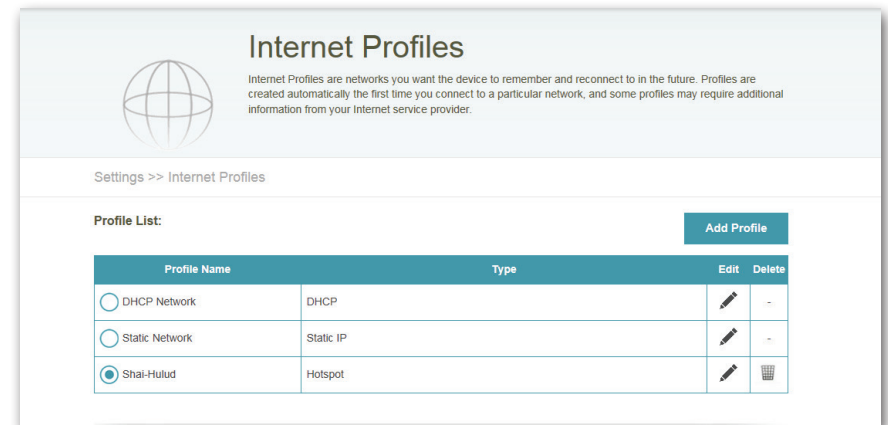 Internet Profiles
Internet Profiles are networks you want the device to remember and reconnect to in the future. Profiles are
created automatically the first time you connect to a particular network, and some profiles may require additional
information from your Internet service provider.
Settings >> Internet Profiles
Profile List:
Add Profile
Profile Name Type Edit Delete
DHCP Network DHCP -
Static Network Static IP -
Shai-Hulud Hotspot